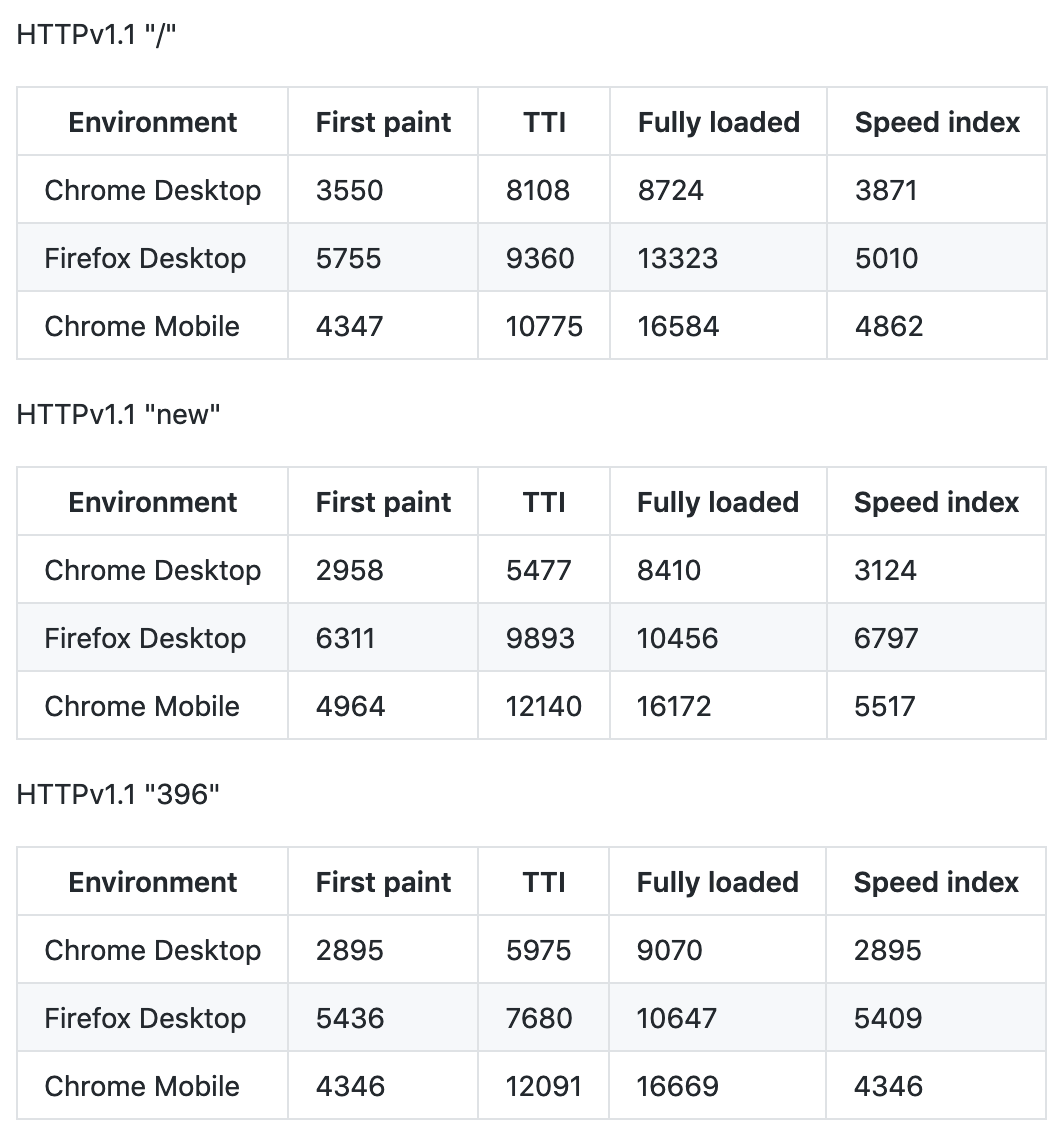 HTTPv1.1 "/"
Environment First paint TTI Fully loaded Speed index
Chrome Desktop 3550 8108 8724 3871
Firefox Desktop 5755 9360 13323 5010
Chrome Mobile 4347 10775 16584 4862
HTTPv1.1 "new"
Environment First paint TTI Fully loaded Speed index
Chrome Desktop 2958 5477 8410 3124
Firefox Desktop 6311 9893 10456 6797
Chrome Mobile 4964 12140 16172 5517
HTTPv1.1 "396"
Environment First paint TTI Fully loaded Speed index
Chrome Desktop 2895 5975 9070 2895
Firefox Desktop 5436 7680 10647 5409
Chrome Mobile 4346 12091 16669 4346